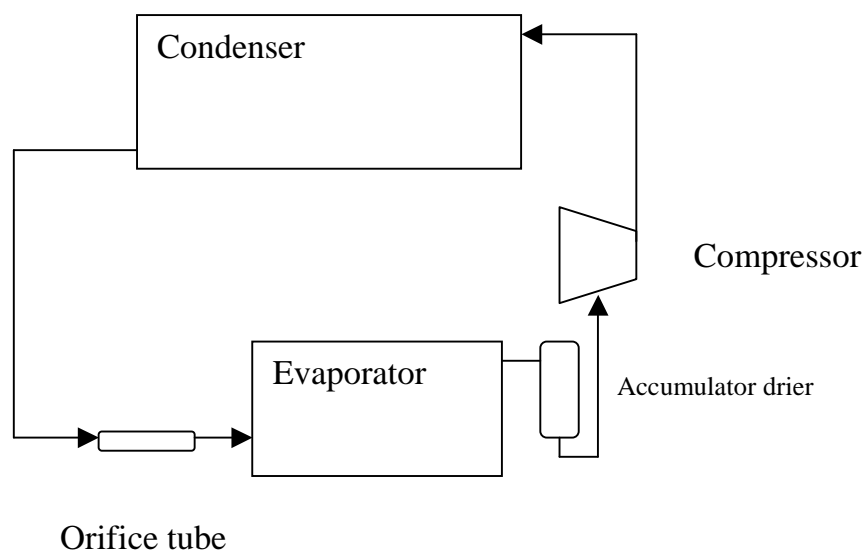 Condenser
Compressor
Evaporator
Accumulator drier
Orifice tube